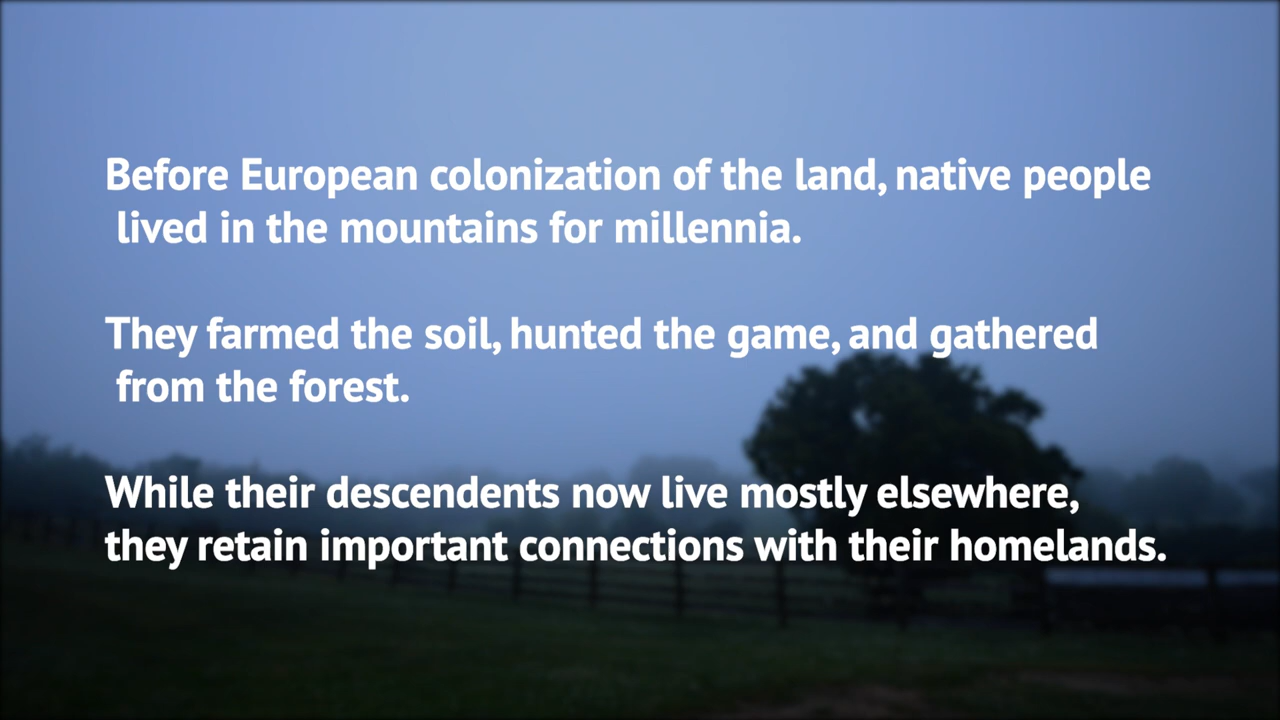 Before European colonization of the land, native people
lived in the mountains for millennia.
They farmed the soil, hunted the game, and gathered
from the forest.
While their descendents now live mostly elsewhere,
they retain important connections with their homelands.